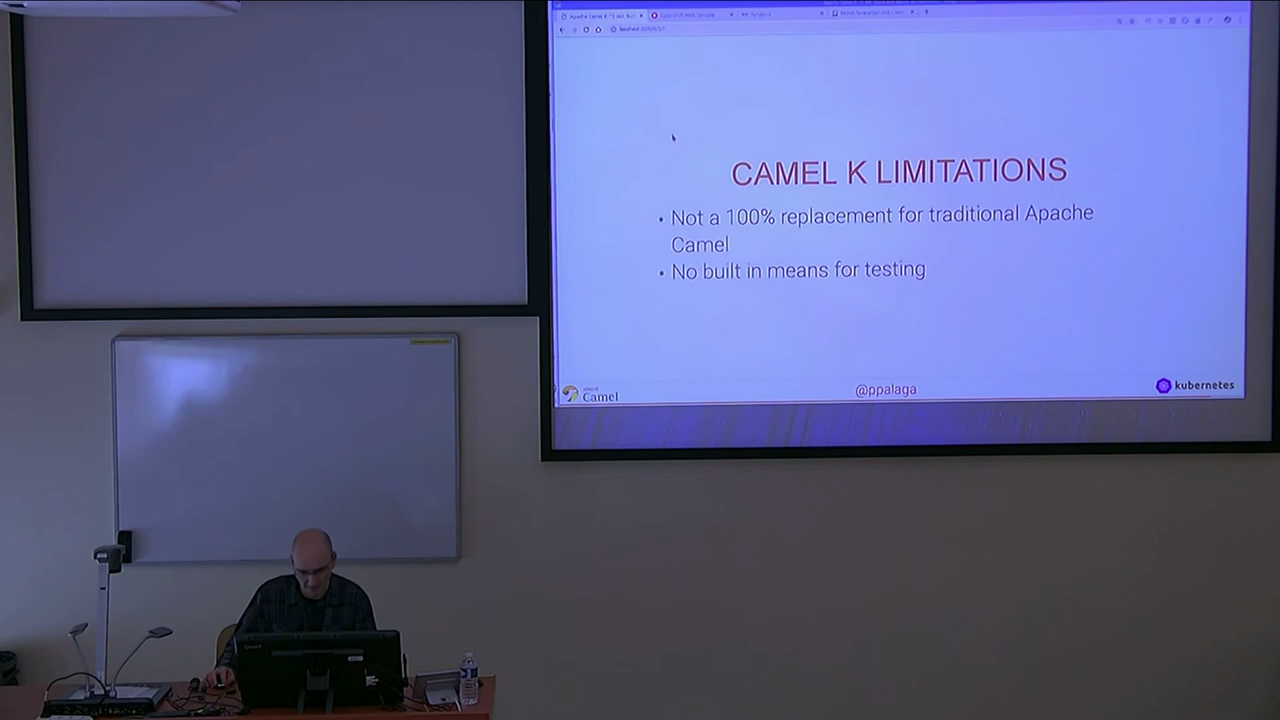 CAMEL K LIMITATIONS
• Not a 100% replacement for traditional Apache
Camel
• No built in means for testing
Camel
@ppalaga
kubernetes